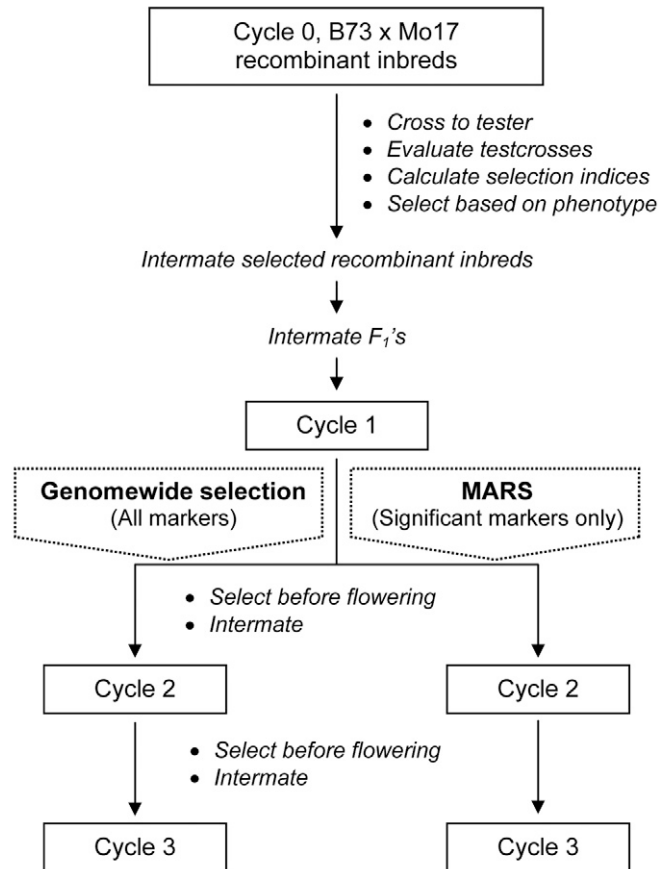 Cycle 0, B73 x Mo17
recombinant inbreds
• Cross to tester
• Evaluate testcrosses
• Calculate selection indices
• Select based on phenotype
Intermate selected recombinant inbreds
Intermate F₁'s
Cycle 1
Genomewide selection
(All markers)
MARS
(Significant markers only)
• Select before flowering
• Intermate
Cycle 2
Cycle 2
• Select before flowering
• Intermate
Cycle 3
Cycle 3